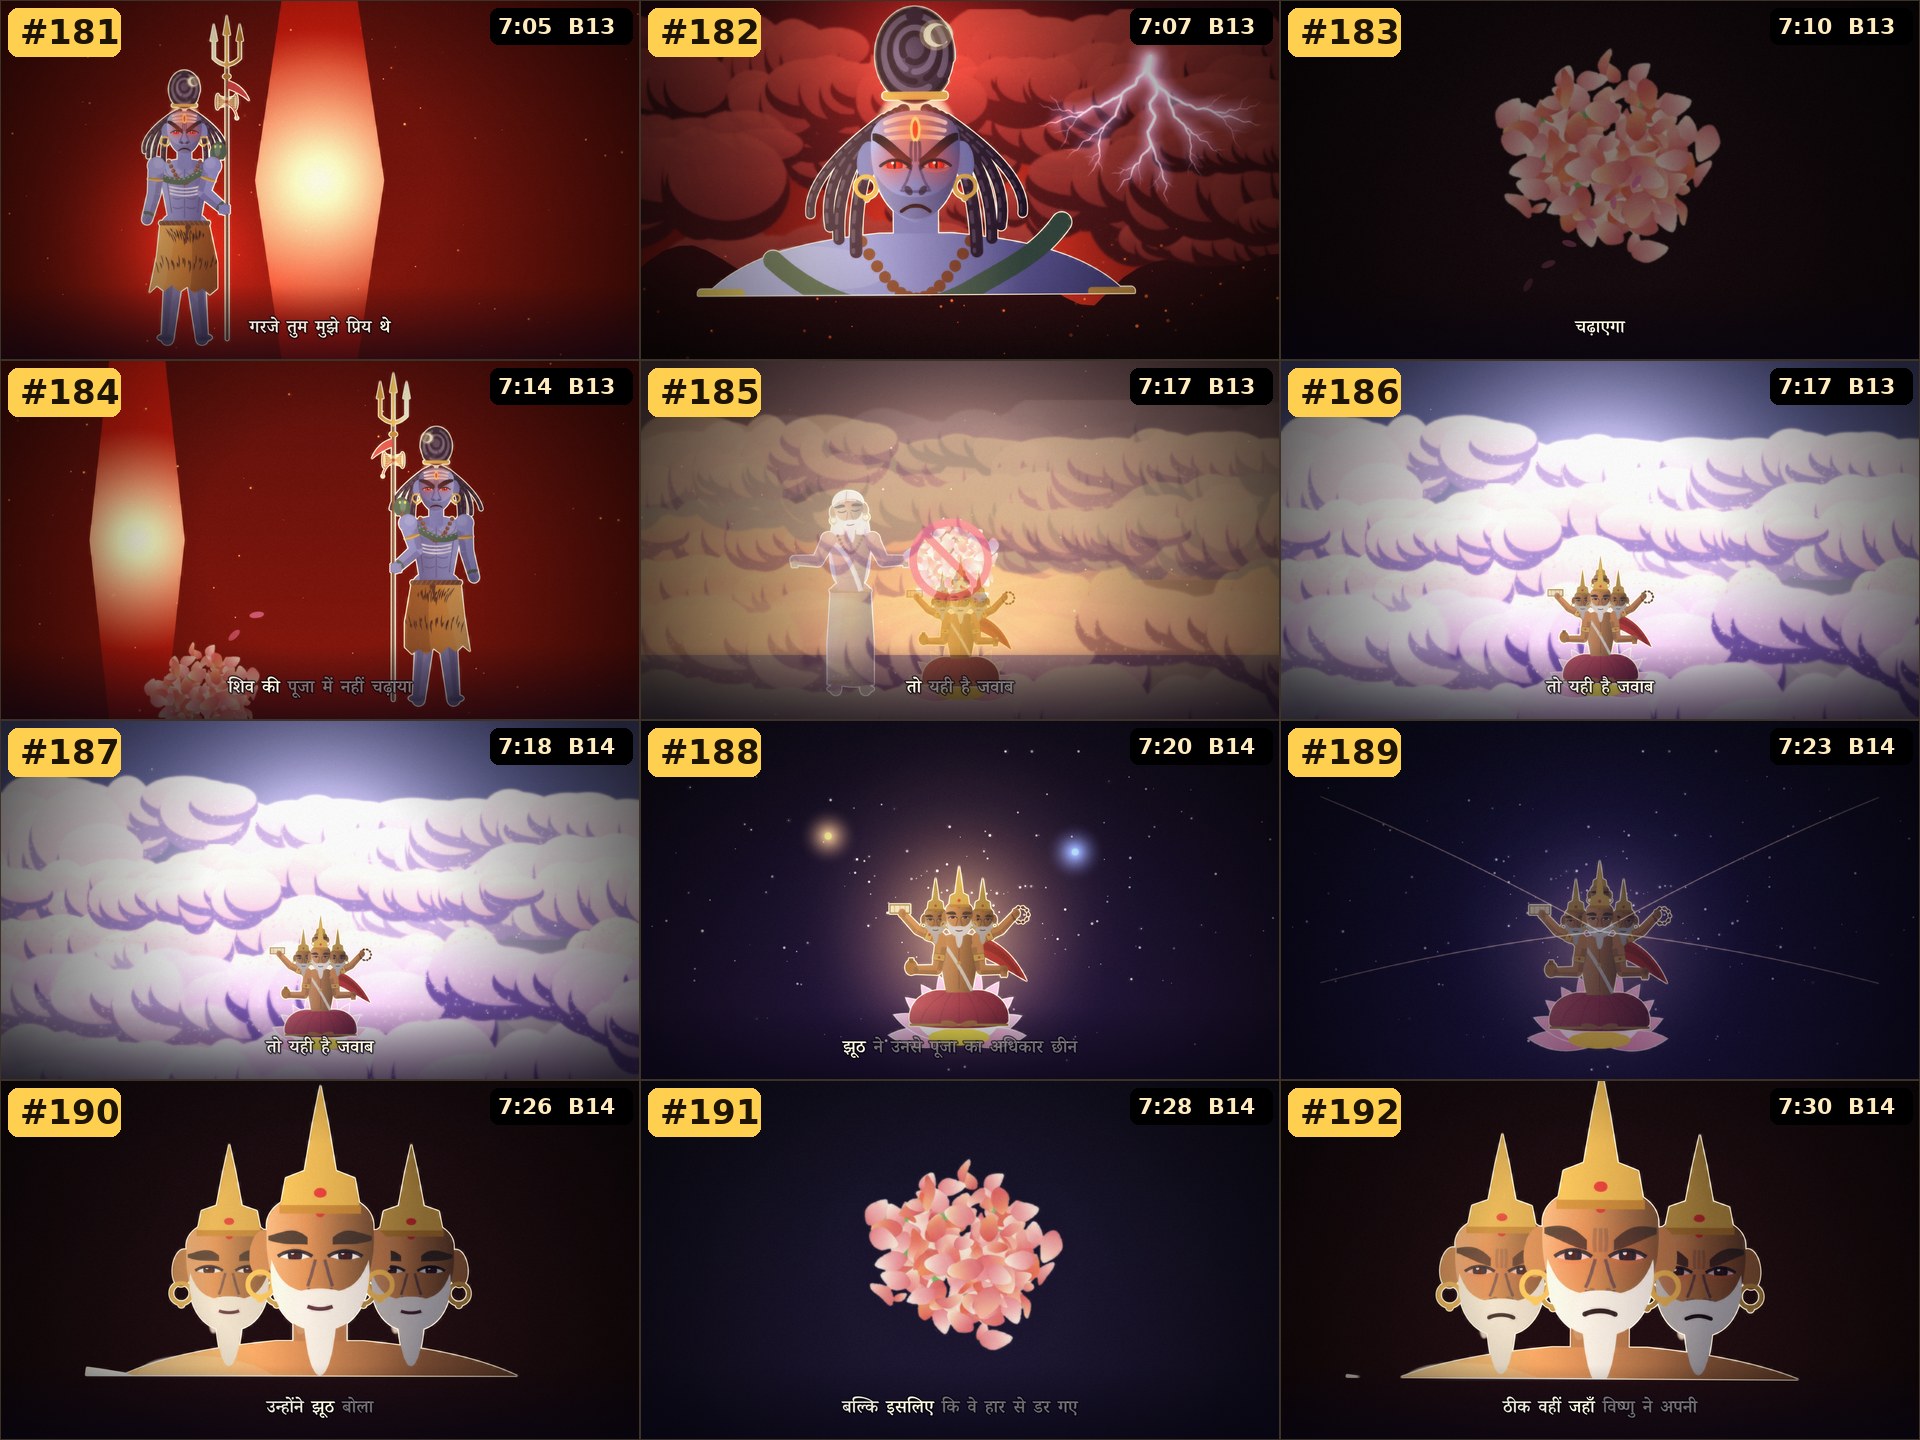 #181
7:05 B13
गरजे तुम मुझे प्रिय थे
#182
7:07 B13
#183
7:10 B13
चढ़ाएगा
#184
7:14 B13
शिव की पूजा में नहीं चढ़ाया
#185
7:17 B13
तो यही है जवाब
#186
7:17 B13
तो यही है जवाब
#187
7:18 B14
तो यही है जवाब
#188
7:20 B14
झूठ ने उनसे पूजा का अधिकार छीन
#189
7:23 B14
#190
7:26 B14
उन्होंने झूठ बोला
#191
7:28 B14
बल्कि इसलिए कि वे हार से डर गए
#192
7:30 B14
ठीक वहीं जहाँ विष्णु ने अपनी